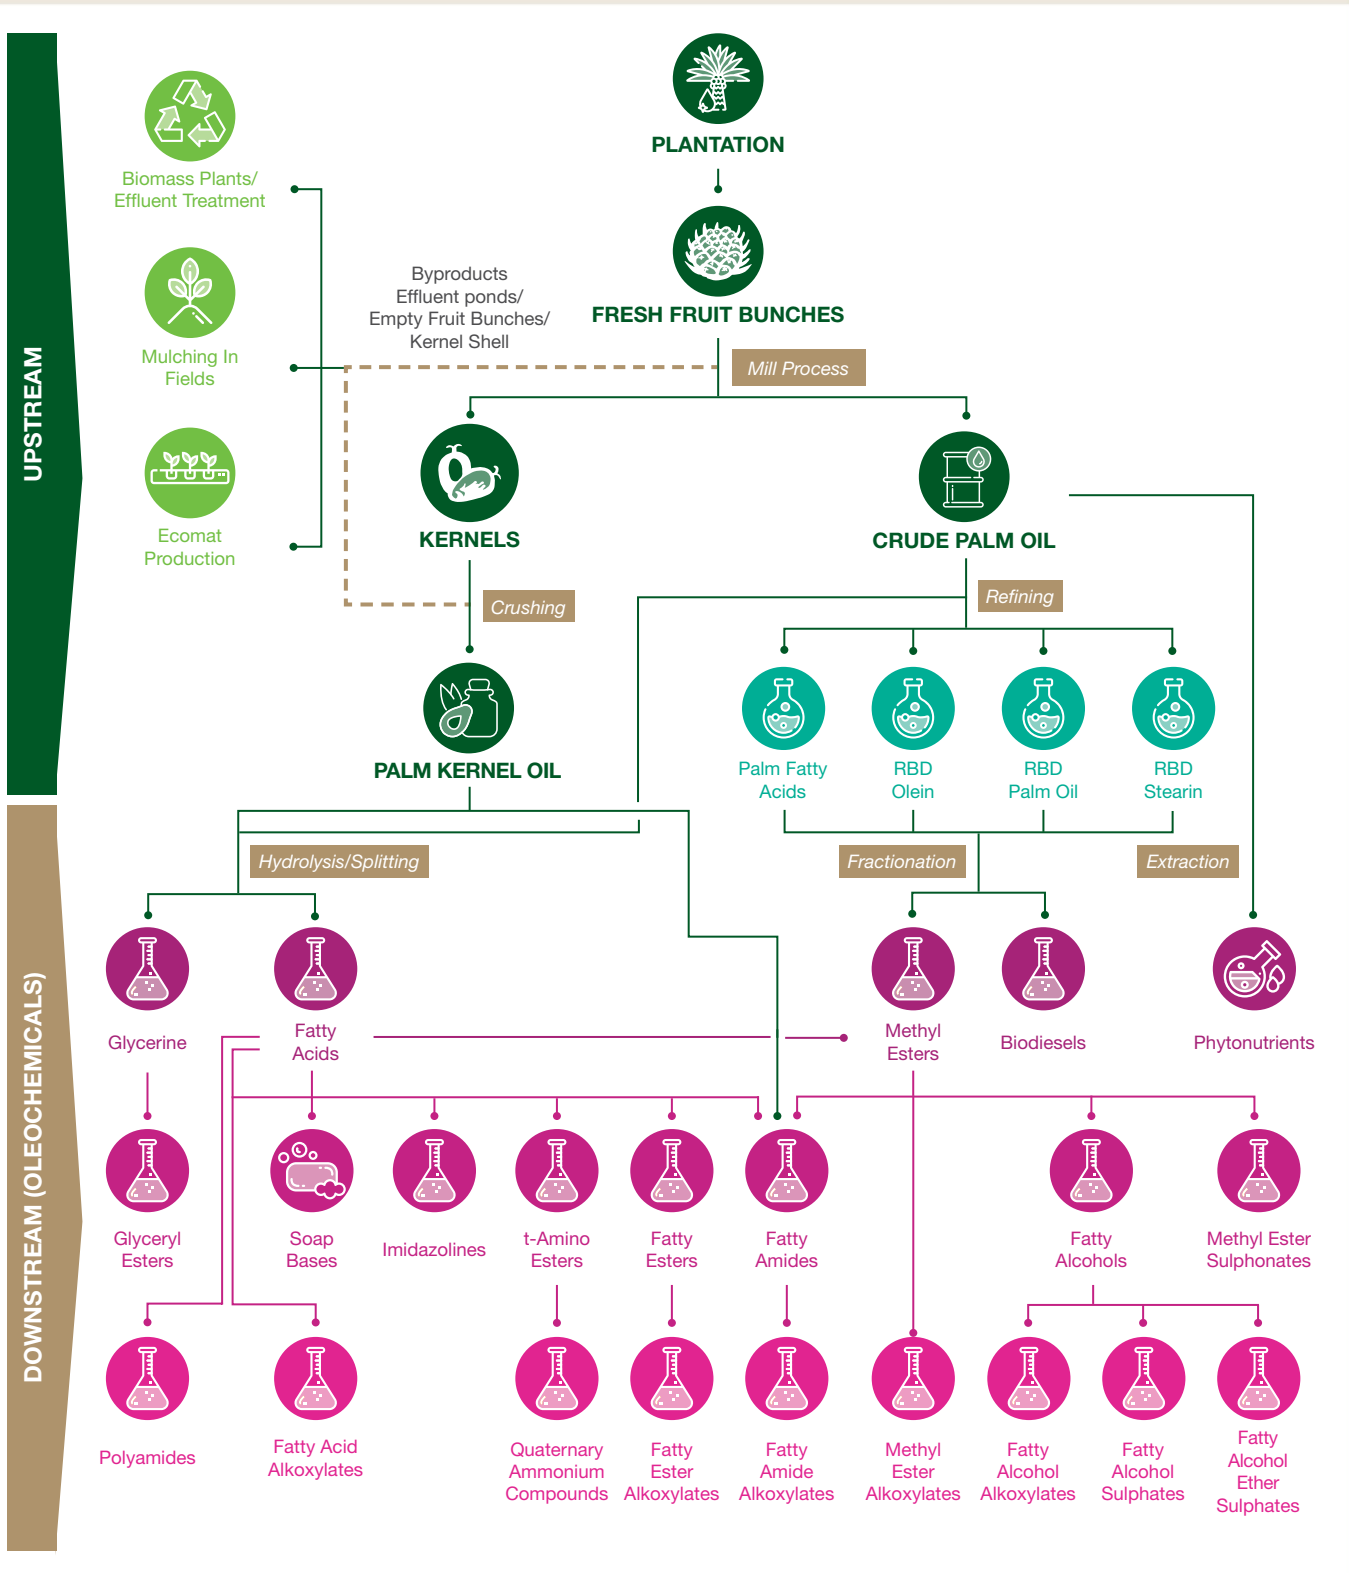 UPSTREAM
PLANTATION
Biomass Plants/
Effluent Treatment
Byproducts
Effluent ponds/
Empty Fruit Bunches/
Kernel Shell
FRESH FRUIT BUNCHES
Mulching In
Fields
Mill Process
Ecomat
Production
KERNELS
CRUDE PALM OIL
Crushing
Refining
PALM KERNEL OIL
Palm Fatty
Acids
RBD
Olein
RBD
Palm Oil
RBD
Stearin
DOWNSTREAM (OLEOCHEMICALS)
Hydrolysis/Splitting
Fractionation
Extraction
Glycerine
Fatty
Acids
Methyl
Esters
Biodiesels
Phytonutrients
Glyceryl
Esters
Soap
Bases
Imidazolines
t-Amino
Esters
Fatty
Esters
Fatty
Amides
Fatty
Alcohols
Methyl Ester
Sulphonates
Polyamides
Fatty Acid
Alkoxylates
Quaternary
Ammonium
Compounds
Fatty
Ester
Alkoxylates
Fatty
Amide
Alkoxylates
Methyl
Ester
Alkoxylates
Fatty
Alcohol
Alkoxylates
Fatty
Alcohol
Sulphates
Fatty
Alcohol
Ether
Sulphates